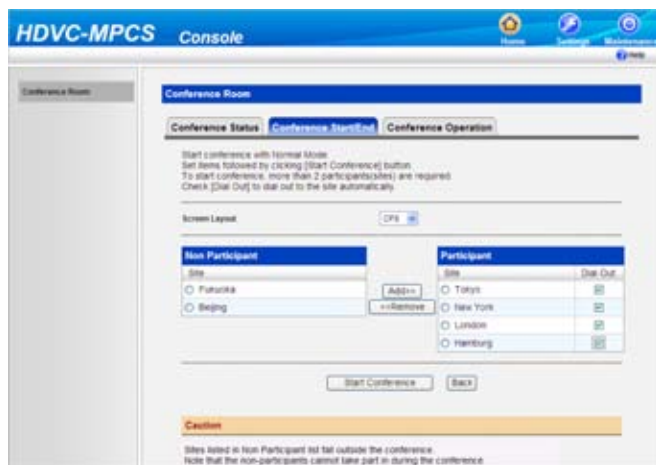 HDVC-MPCS Console
Home Settings Maintenance
Help
Conference Room
Conference Room
Conference Status Conference Start/End Conference Operation
Start conference with Normal Mode.
Set items followed by clicking [Start Conference] button.
To start conference, more than 2 participants(sites) are required.
Check [Dial Out] to dial out to the site automatically.
Screen Layout CP6
Non Participant Participant
Site Site Dial Out
Fukuoka Add>> Tokyo
Beijing <<Remove New York
London
Hamburg
Start Conference Back
Caution
Sites listed in Non Participant list fall outside the conference.
Note that the non-participants cannot take part in during the conference